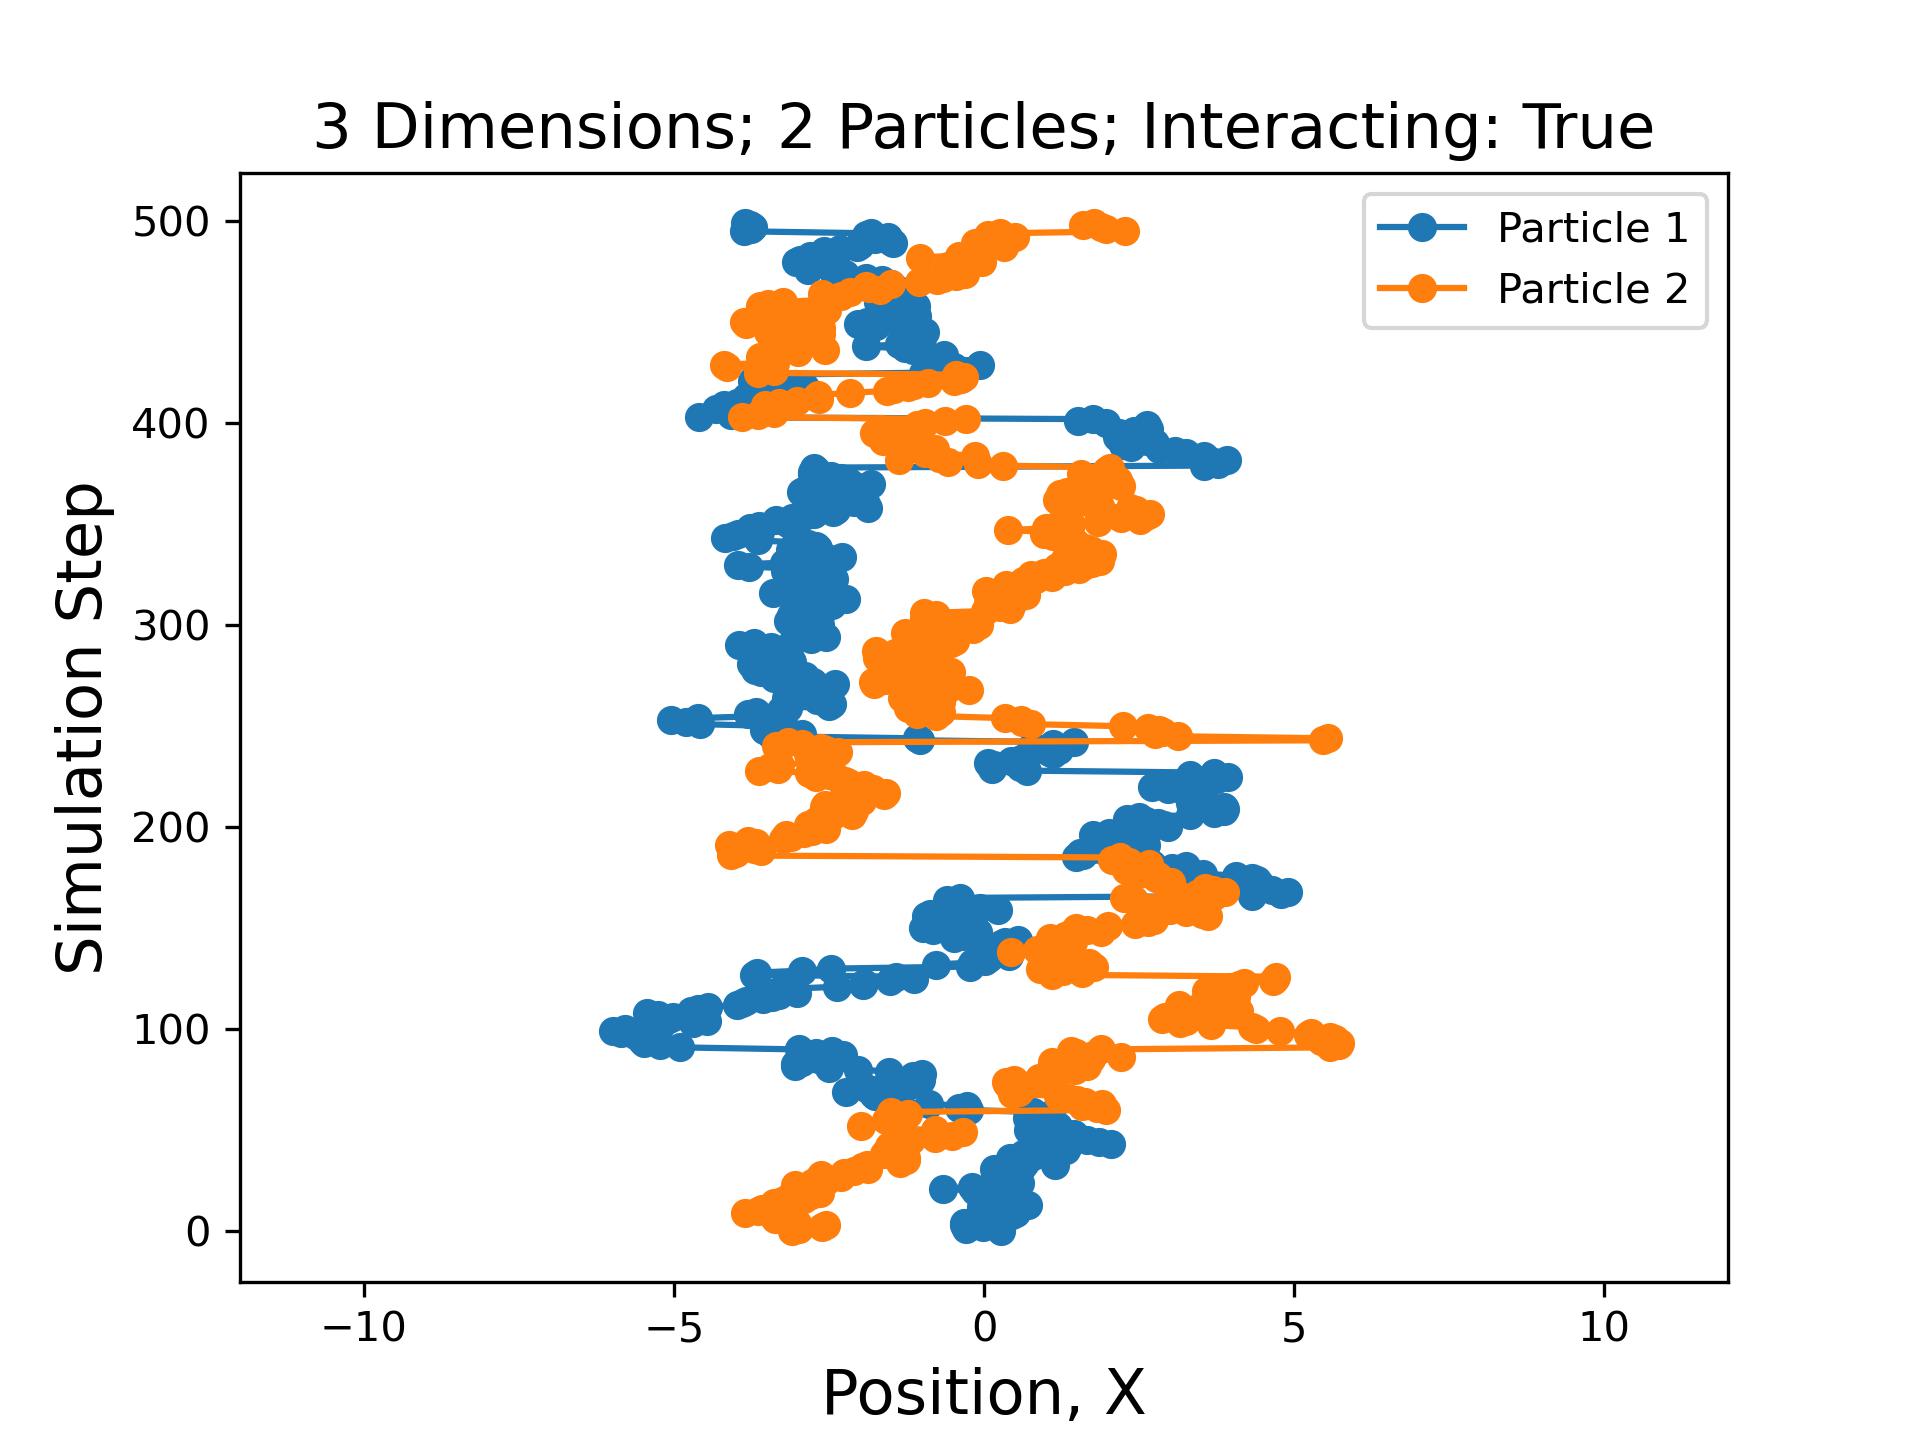 3 Dimensions; 2 Particles; Interacting: True
Particle 1
Particle 2
500
400
300
200
100
0
Simulation Step
−10
−5
0
5
10
Position, X